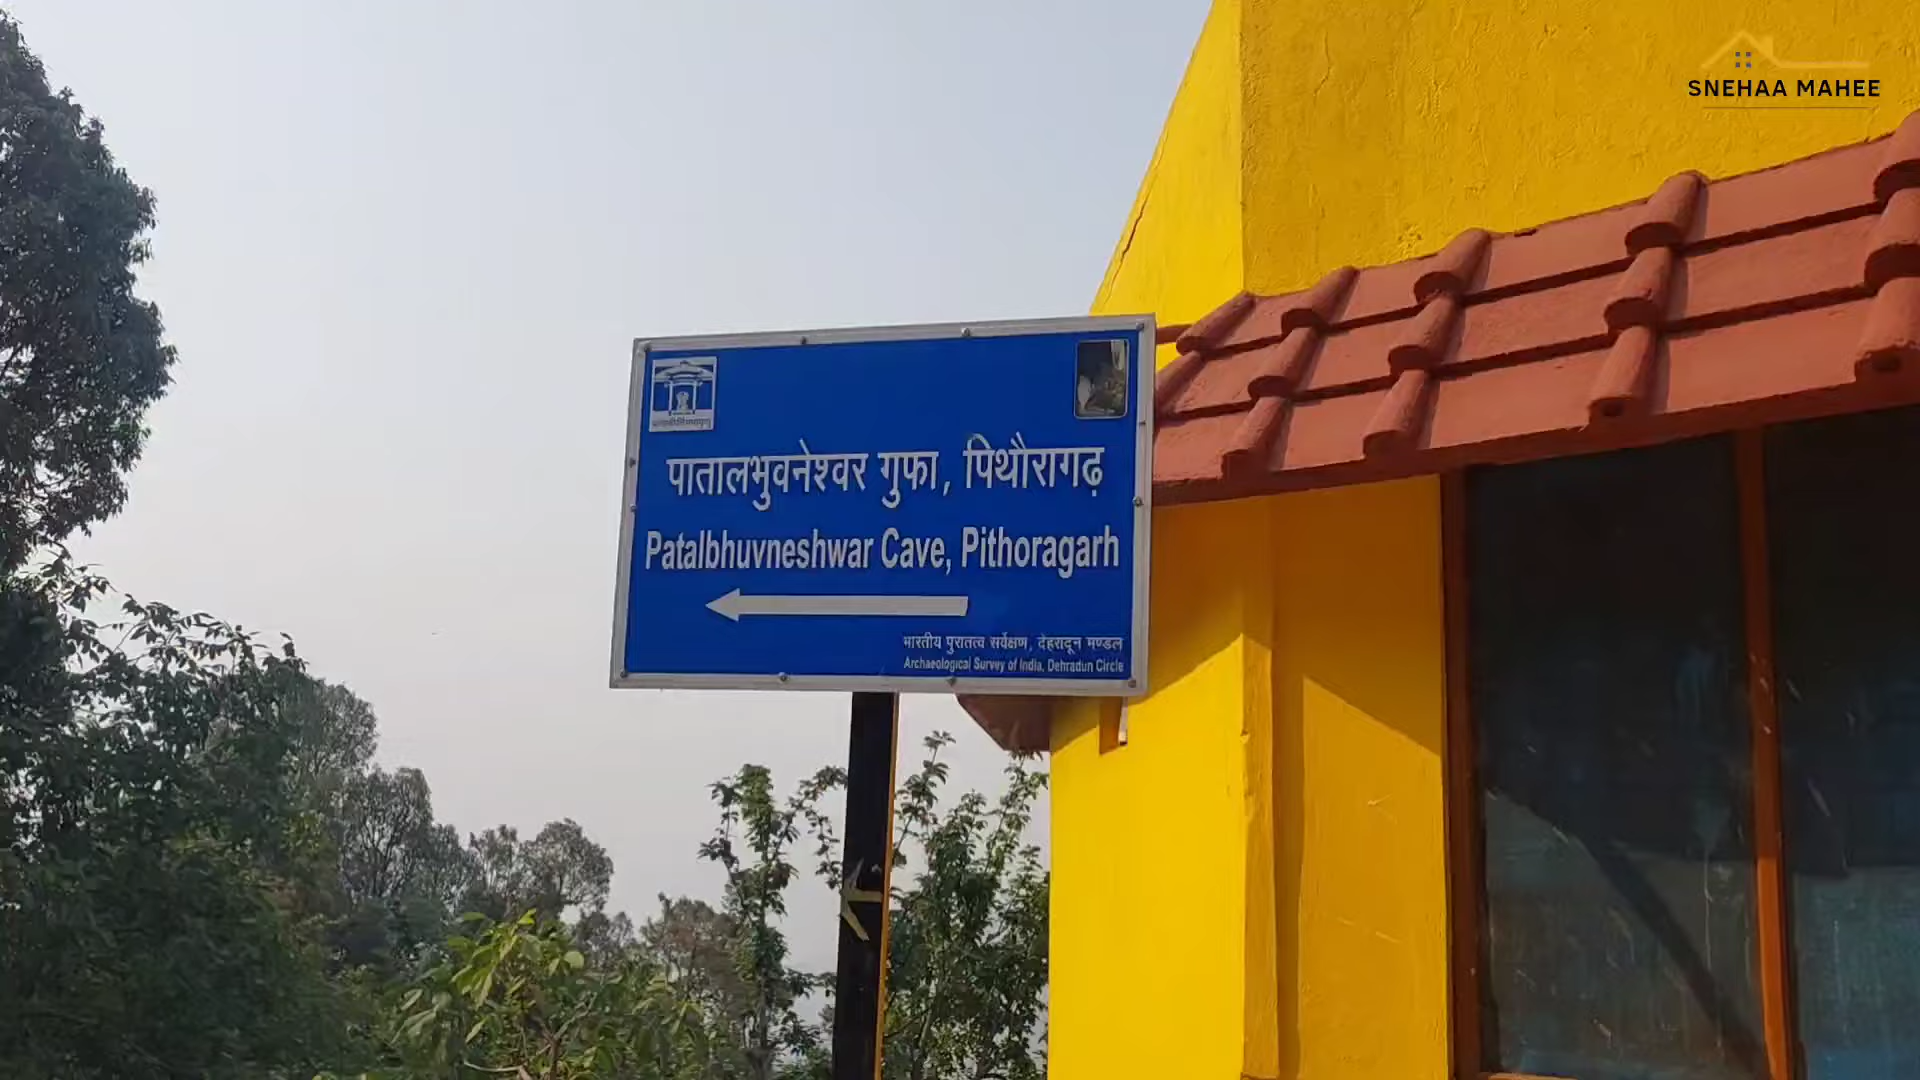 SNEHAA MAHEE
पातालभुवनेश्वर गुफा, पिथौरागढ़
Patalbhuvneshwar Cave, Pithoragarh
भारतीय पुरातत्व सर्वेक्षण, देहरादून मण्डल
Archaeological Survey of India, Dehradun Circle